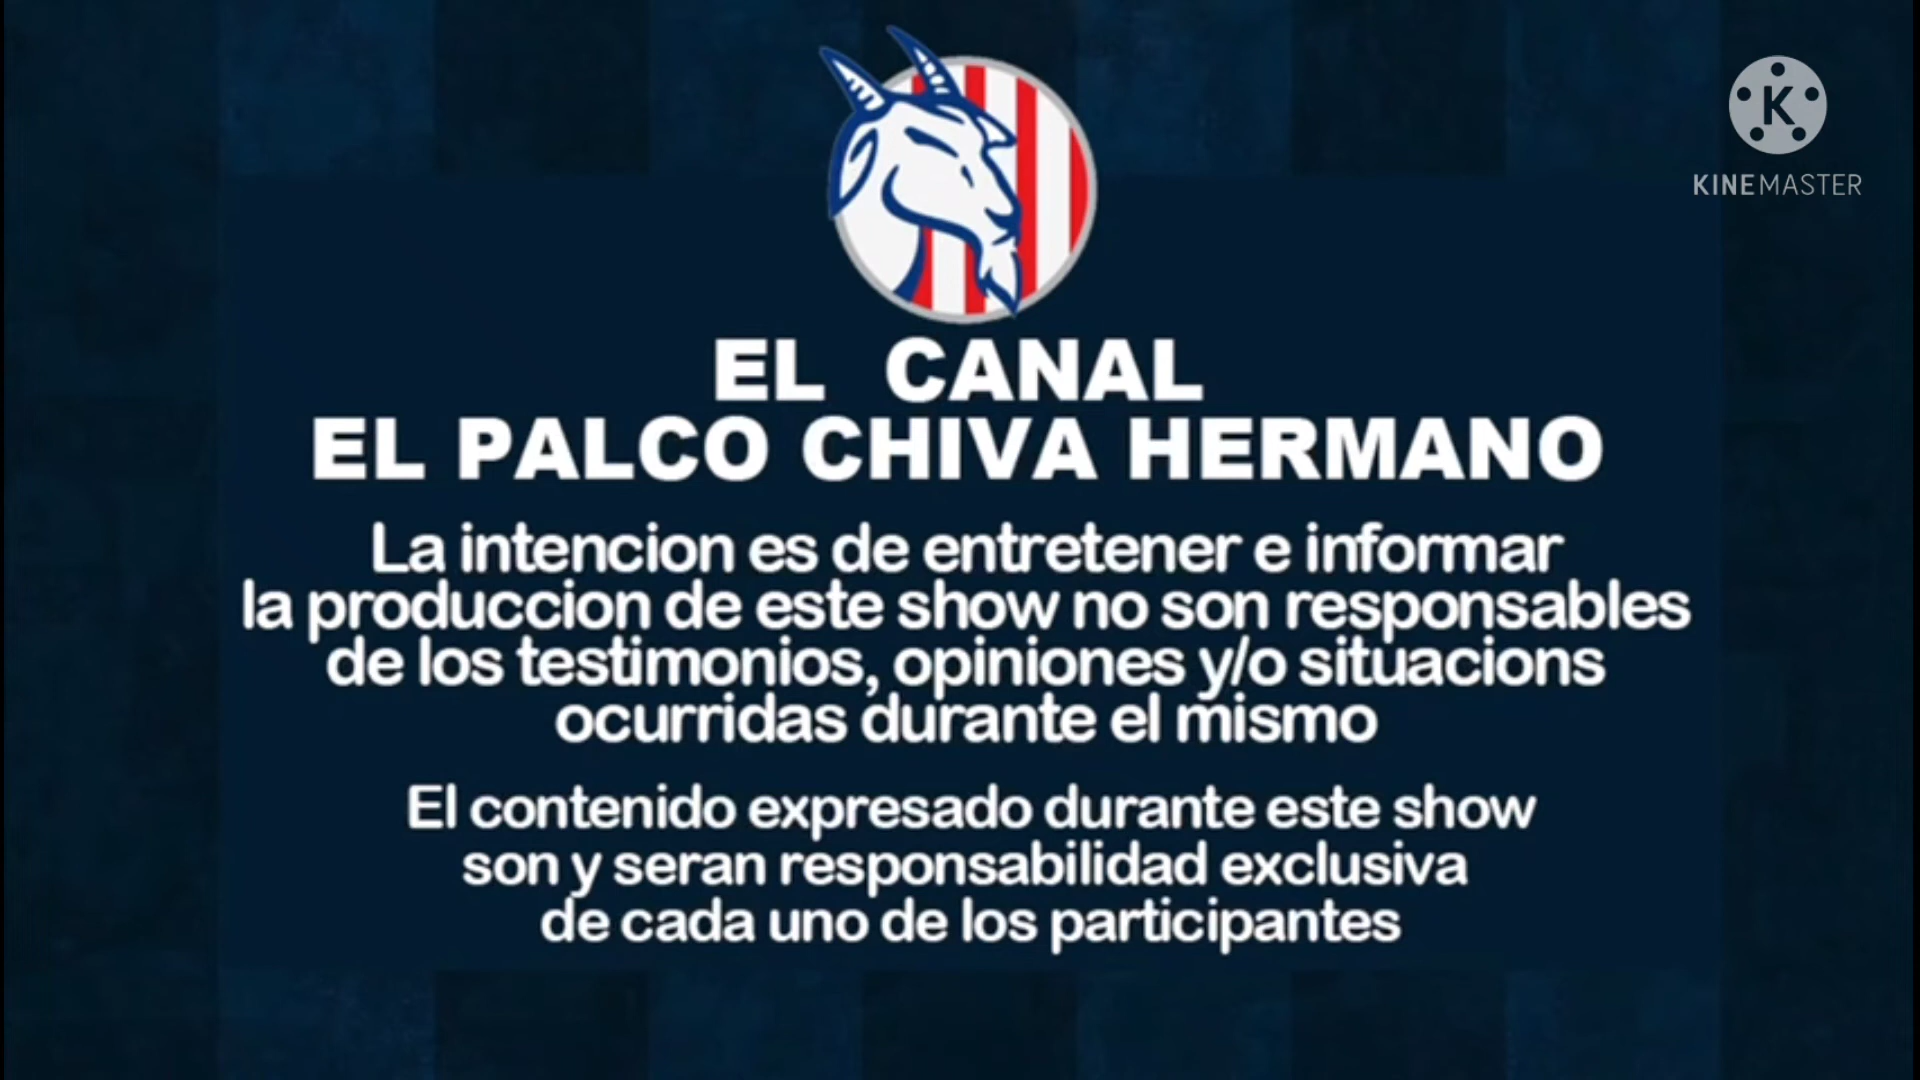 K
KINEMASTER
EL CANAL
EL PALCO CHIVA HERMANO
La intencion es de entretener e informar
la produccion de este show no son responsables
de los testimonios, opiniones y/o situacions
ocurridas durante el mismo
El contenido expresado durante este show
son y seran responsabilidad exclusiva
de cada uno de los participantes